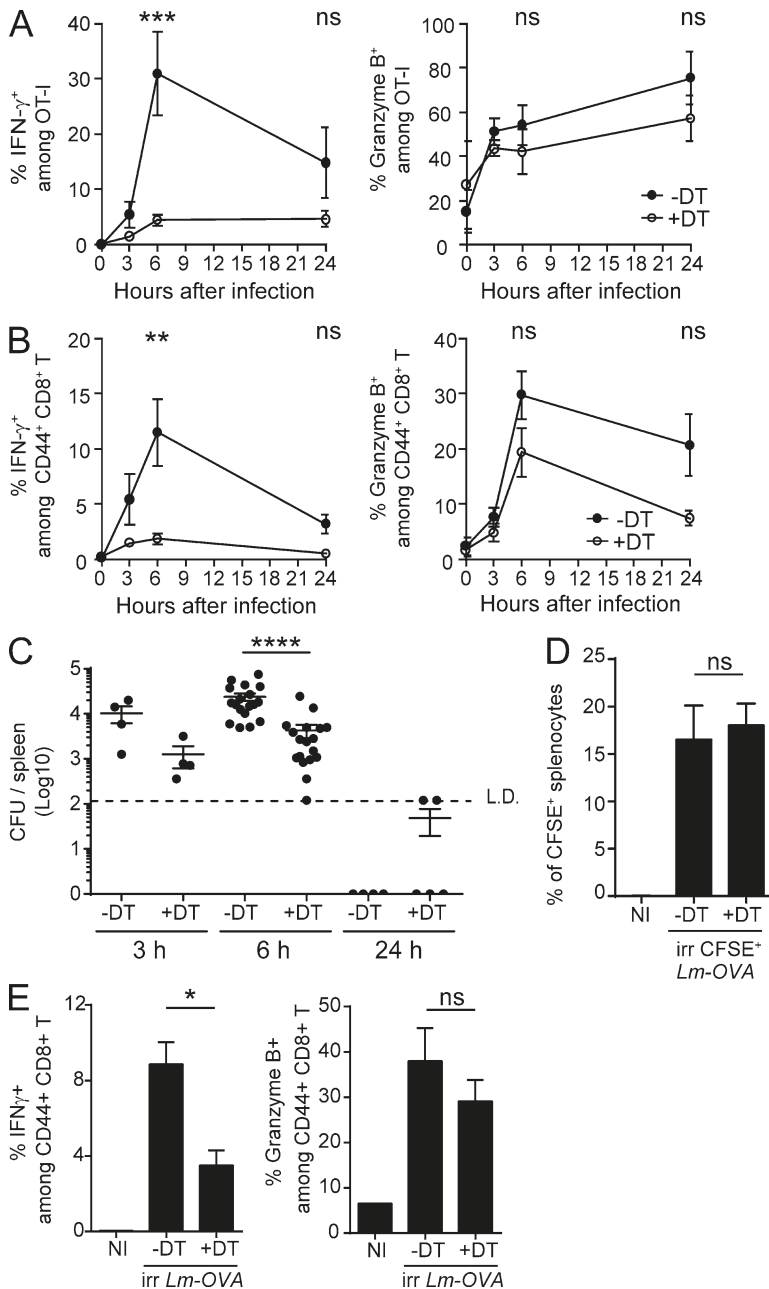 A
***
ns
% IFN-γ⁺
among OT-I
40
30
20
10
0
0 3 6 9 12 15 18 21 24
Hours after infection
ns
ns
% Granzyme B⁺
among OT-I
100
80
60
40
20
0
-DT
+DT
0 3 6 9 12 15 18 21 24
Hours after infection
B
**
ns
% IFN-γ⁺
among CD44⁺ CD8⁺ T
20
15
10
5
0
0 3 6 9 12 15 18 21 24
Hours after infection
ns
ns
% Granzyme B⁺
among CD44⁺ CD8⁺ T
40
30
20
10
0
-DT
+DT
0 3 6 9 12 15 18 21 24
Hours after infection
C
****
CFU / spleen
(Log10)
5
4
3
2
1
0
L.D.
-DT +DT -DT +DT -DT +DT
3 h 6 h 24 h
D
ns
% of CFSE⁺ splenocytes
25
20
15
10
5
0
NI -DT +DT
irr CFSE⁺
Lm-OVA
E
*
% IFNγ+
among CD44+ CD8+ T
12
8
4
0
NI -DT +DT
irr Lm-OVA
ns
% Granzyme B+
among CD44+ CD8+ T
50
40
30
20
10
0
NI -DT +DT
irr Lm-OVA